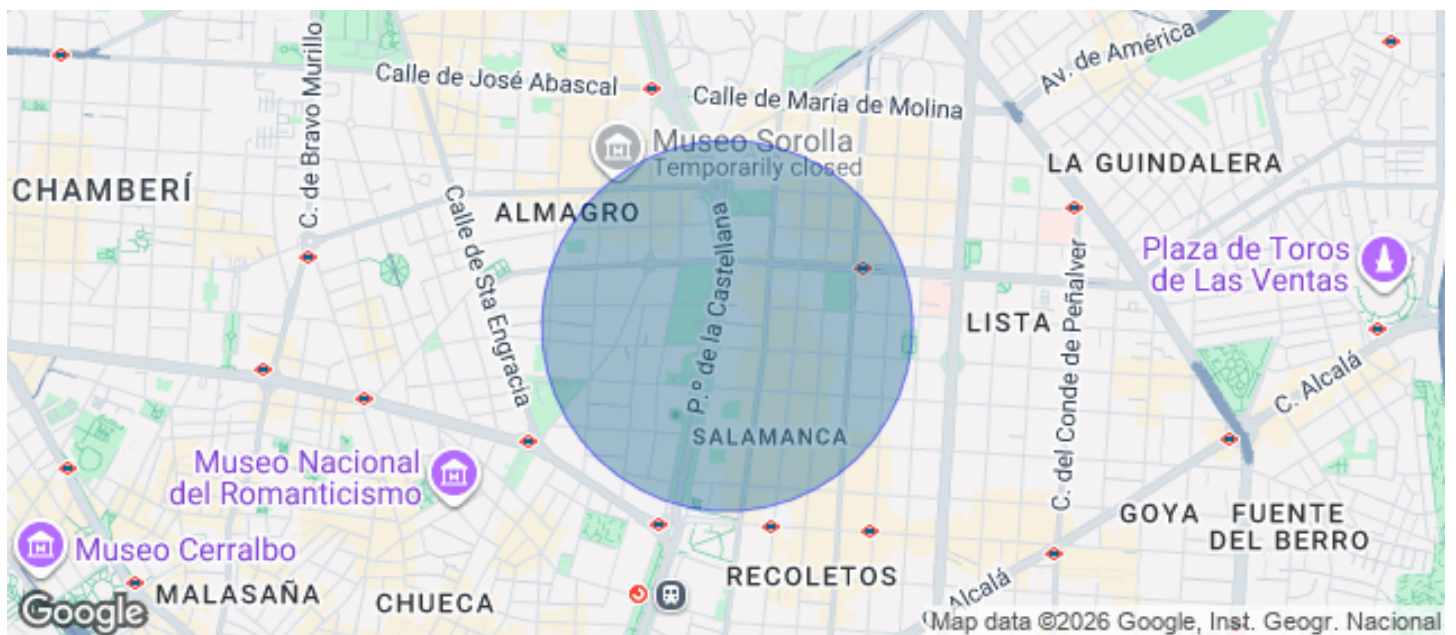 Av. de América
C. de Bravo Murillo
Calle de José Abascal
Calle de María de Molina
Museo Sorolla
Temporarily closed
LA GUINDALERA
CHAMBERÍ
ALMAGRO
Calle de Sta Engracia
P.º de la Castellana
Plaza de Toros
de Las Ventas
LISTA
C. del Conde de Peñalver
C. Alcalá
SALAMANCA
Museo Nacional
del Romanticismo
GOYA
FUENTE
DEL BERRO
Museo Cerralbo
RECOLETOS
MALASAÑA
CHUECA
Alcalá
Google
Map data ©2026 Google, Inst. Geogr. Nacional